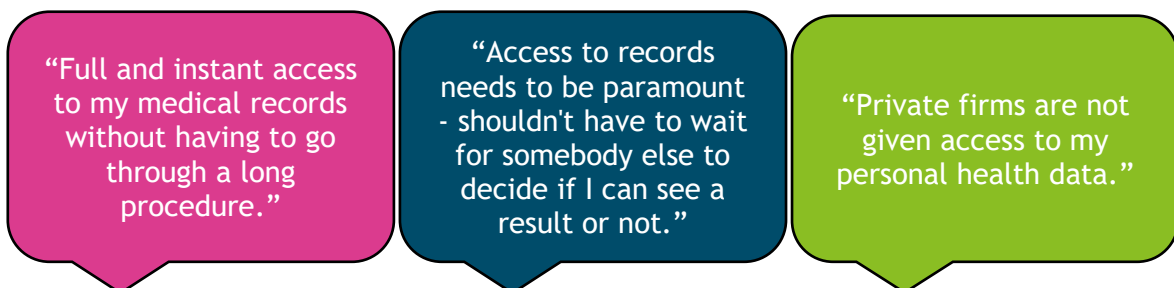 “Full and instant access
to my medical records
without having to go
through a long
procedure.”
“Access to records
needs to be paramount
- shouldn't have to wait
for somebody else to
decide if I can see a
result or not.”
“Private firms are not
given access to my
personal health data.”